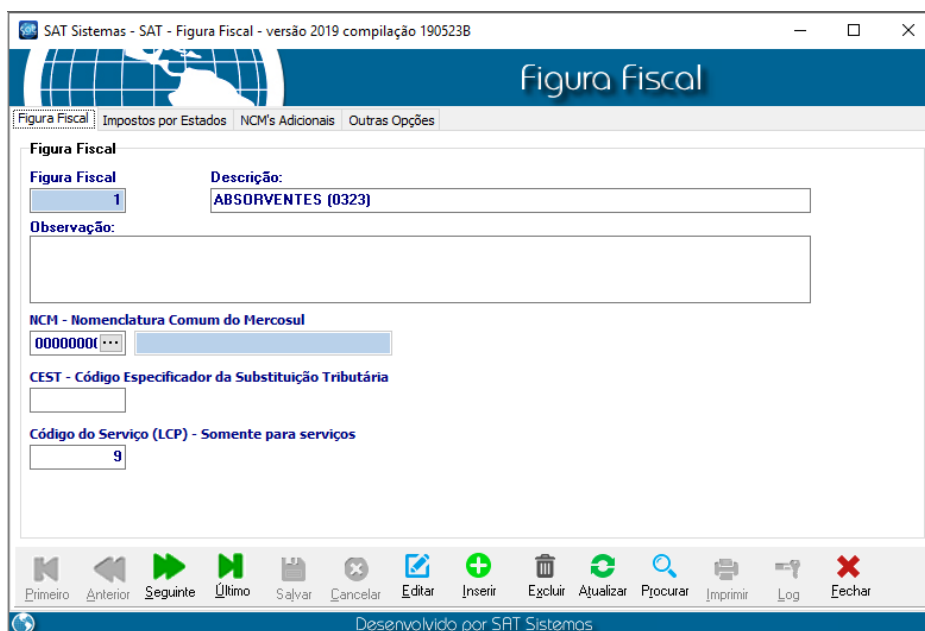 SAT Sistemas - SAT - Figura Fiscal - versão 2019 compilação 190523B
Figura Fiscal
Figura Fiscal Impostos por Estados NCM's Adicionais Outras Opções
Figura Fiscal
Figura Fiscal Descrição:
1 ABSORVENTES (0323)
Observação:
NCM - Nomenclatura Comum do Mercosul
0000000( ...
CEST - Código Especificador da Substituição Tributária
Código do Serviço (LCP) - Somente para serviços
9
Primeiro Anterior Seguinte Último Salvar Cancelar Editar Inserir Excluir Atualizar Procurar Imprimir Log Fechar
Desenvolvido por SAT Sistemas